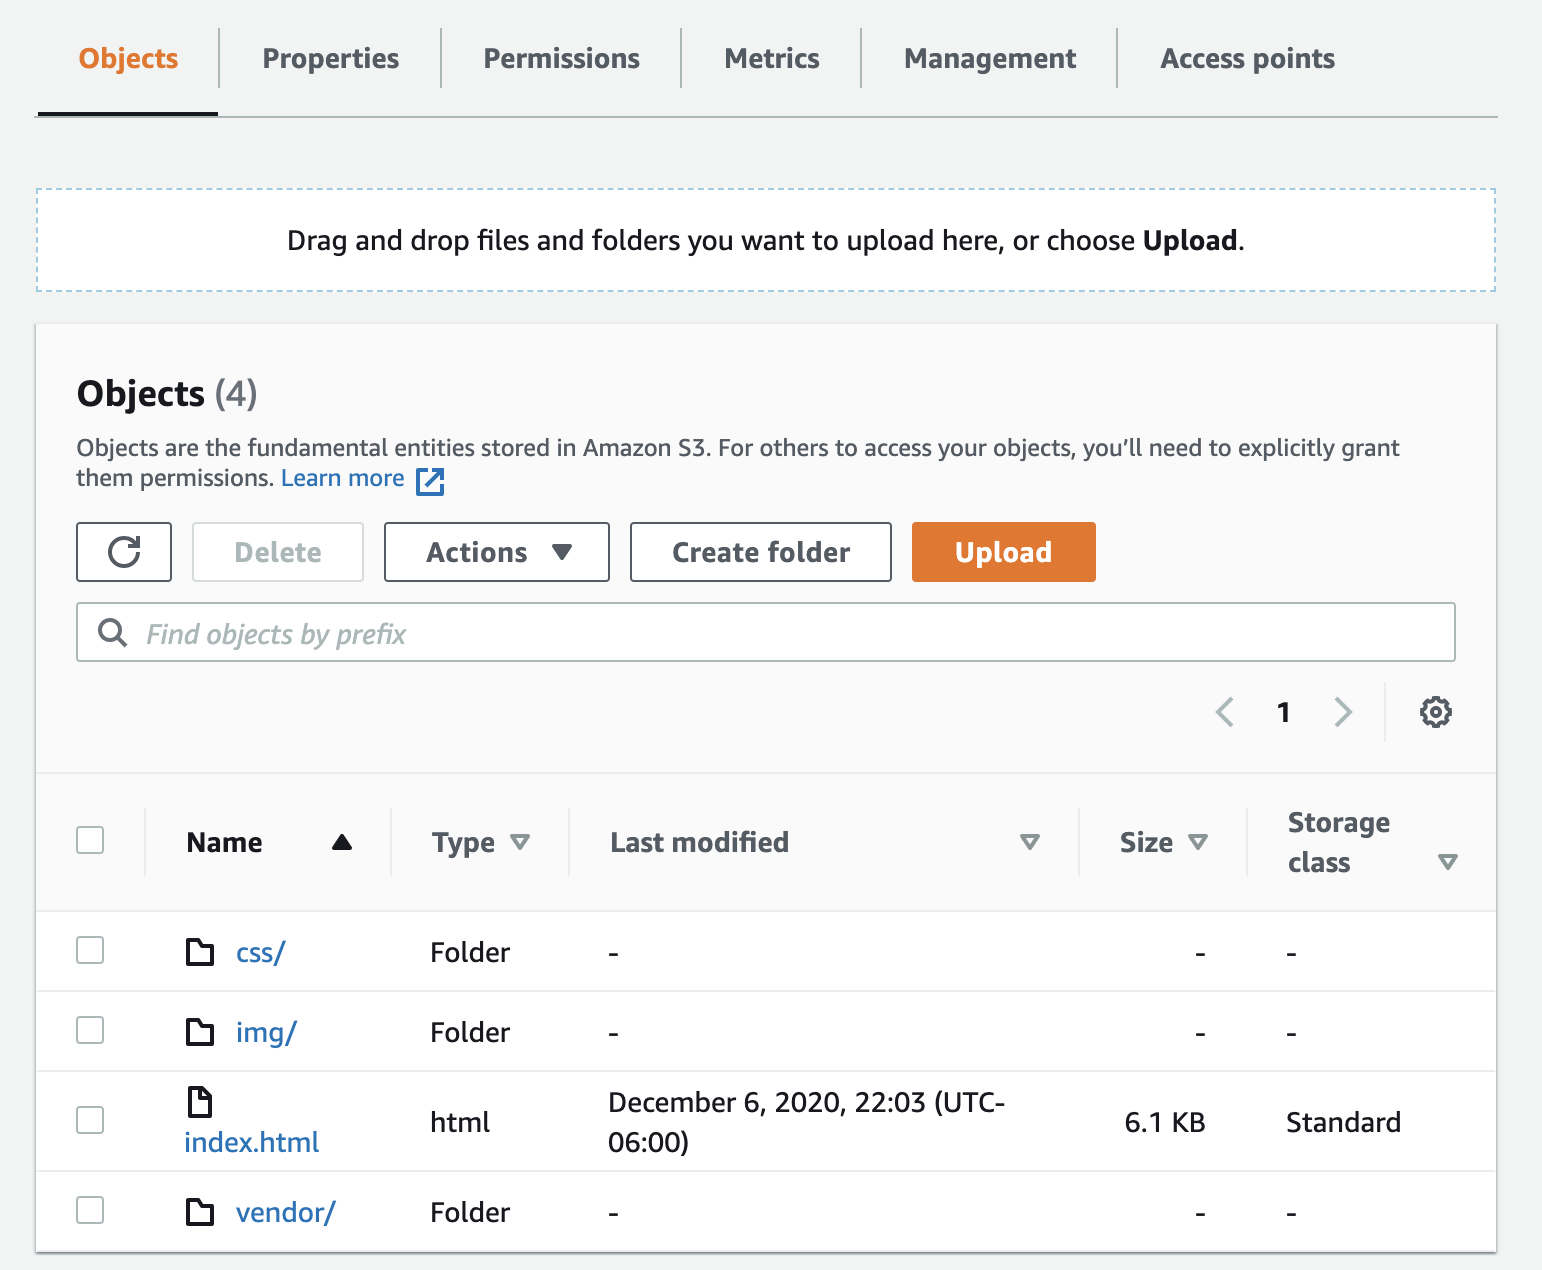 Objects
Properties
Permissions
Metrics
Management
Access points
Drag and drop files and folders you want to upload here, or choose Upload.
Objects (4)
Objects are the fundamental entities stored in Amazon S3. For others to access your objects, you’ll need to explicitly grant
them permissions. Learn more
Delete
Actions
Create folder
Upload
Find objects by prefix
1
Name
Type
Last modified
Size
Storage
class
css/
Folder
-
-
-
img/
Folder
-
-
-
index.html
html
December 6, 2020, 22:03 (UTC-
06:00)
6.1 KB
Standard
vendor/
Folder
-
-
-